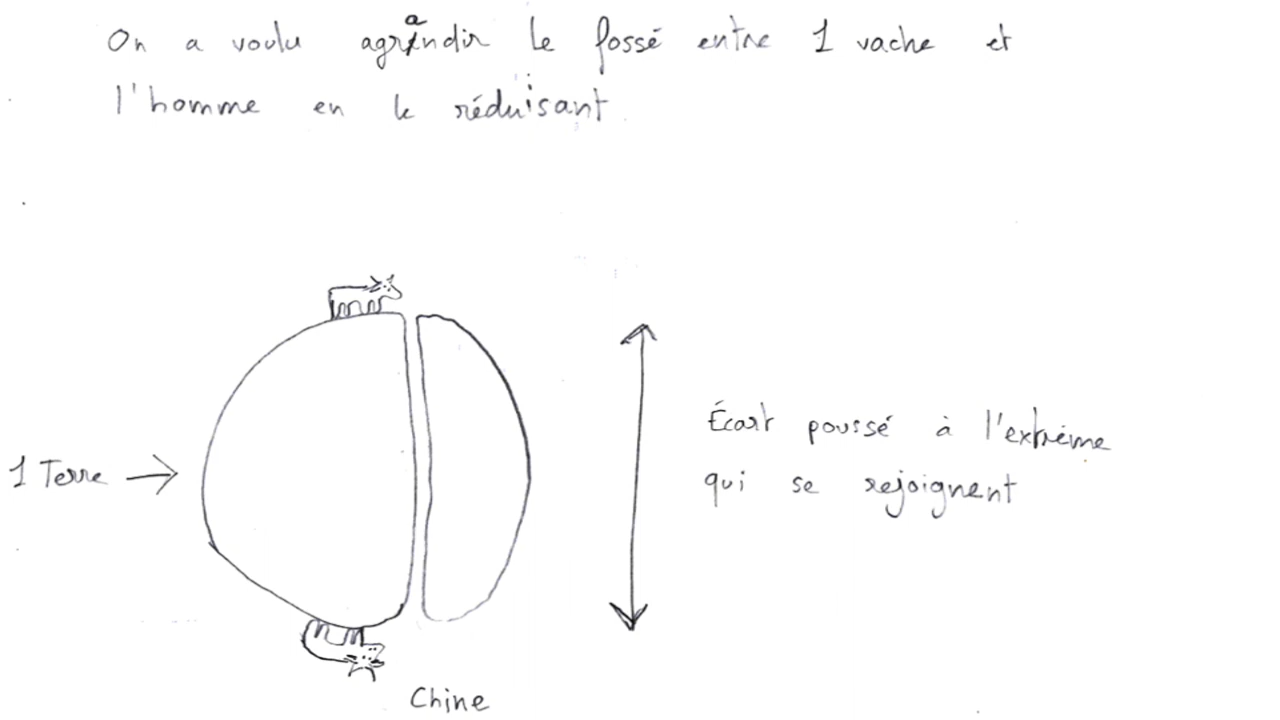 On a voulu agrandir le fossé entre 1 vache et
l'homme en le réduisant
1 Terre →
Écart poussé à l'extrême
qui se rejoignent
Chine